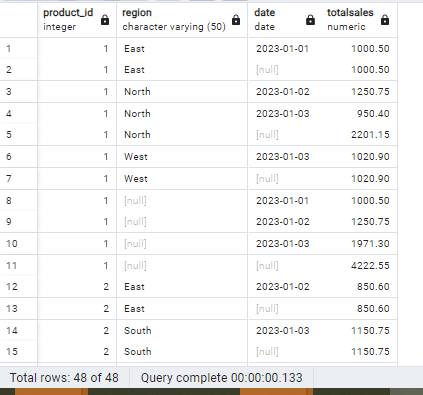 product_id region date totalsales
integer character varying (50) date numeric
1 1 East 2023-01-01 1000.50
2 1 East [null] 1000.50
3 1 North 2023-01-02 1250.75
4 1 North 2023-01-03 950.40
5 1 North [null] 2201.15
6 1 West 2023-01-03 1020.90
7 1 West [null] 1020.90
8 1 [null] 2023-01-01 1000.50
9 1 [null] 2023-01-02 1250.75
10 1 [null] 2023-01-03 1971.30
11 1 [null] [null] 4222.55
12 2 East 2023-01-02 850.60
13 2 East [null] 850.60
14 2 South 2023-01-03 1150.75
15 2 South [null] 1150.75
Total rows: 48 of 48 Query complete 00:00:00.133